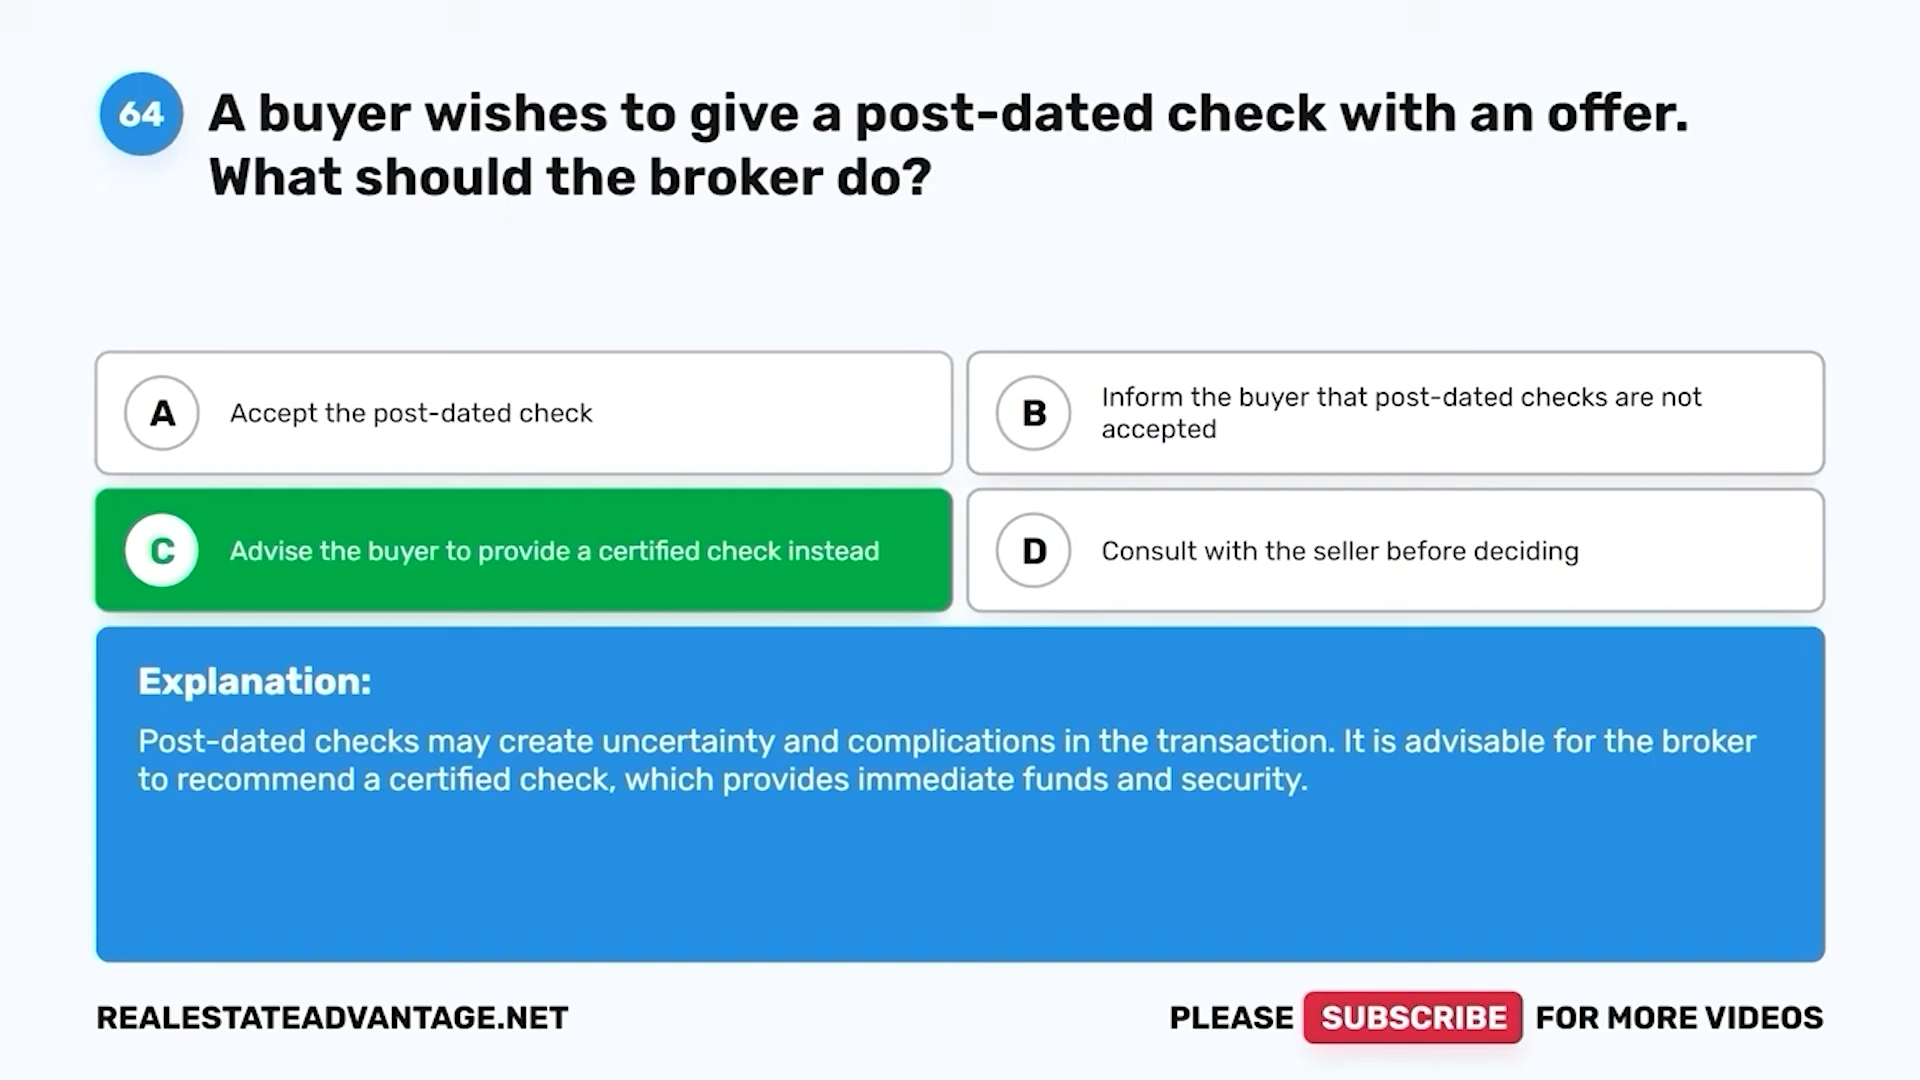 64
A buyer wishes to give a post-dated check with an offer.
What should the broker do?
A
Accept the post-dated check
B
Inform the buyer that post-dated checks are not
accepted
C
Advise the buyer to provide a certified check instead
D
Consult with the seller before deciding
Explanation:
Post-dated checks may create uncertainty and complications in the transaction. It is advisable for the broker
to recommend a certified check, which provides immediate funds and security.
REALESTATEADVANTAGE.NET
PLEASE SUBSCRIBE FOR MORE VIDEOS